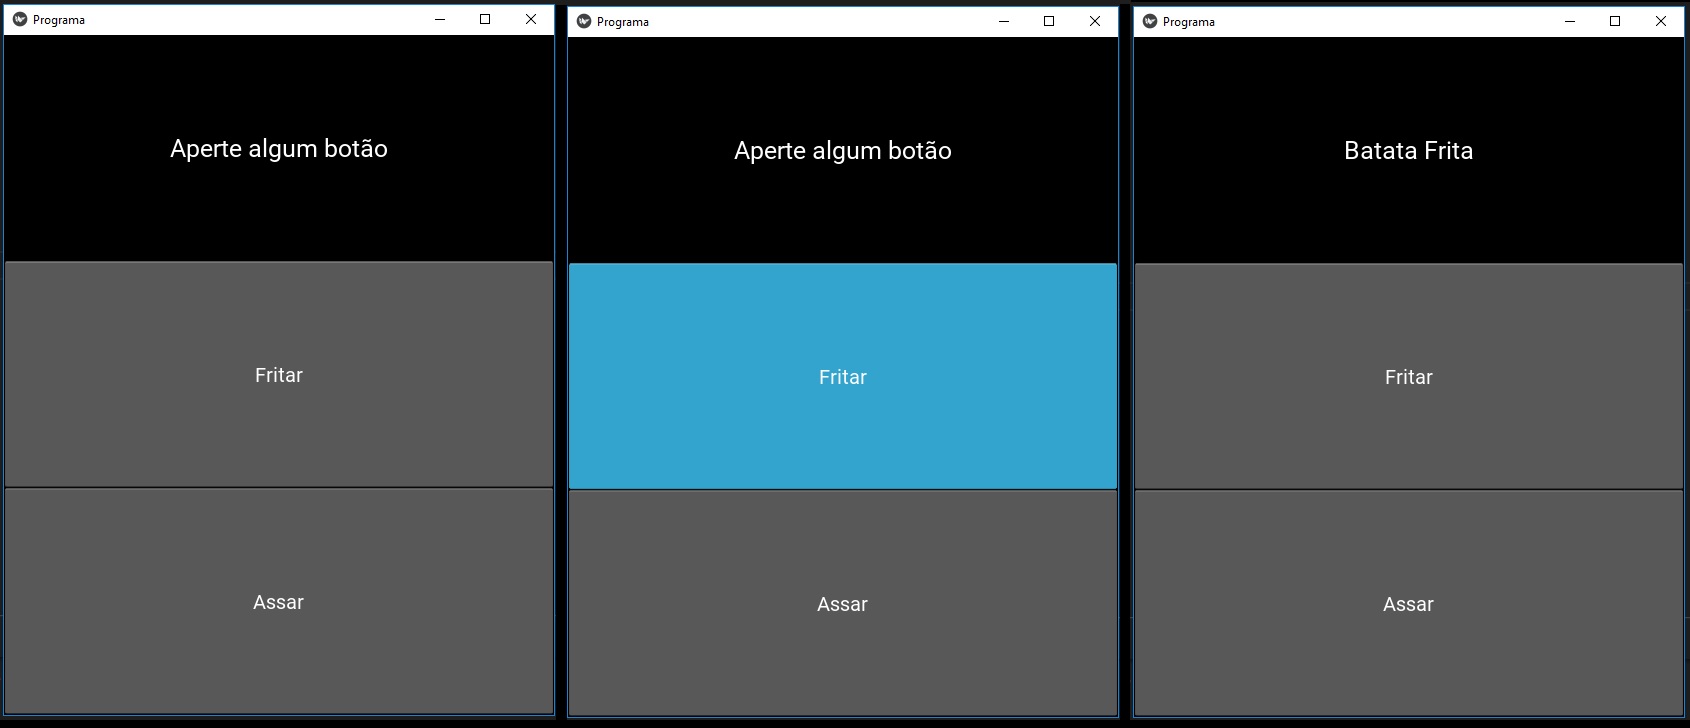 Programa
Aperte algum botão
Fritar
Assar
Programa
Aperte algum botão
Fritar
Assar
Programa
Batata Frita
Fritar
Assar